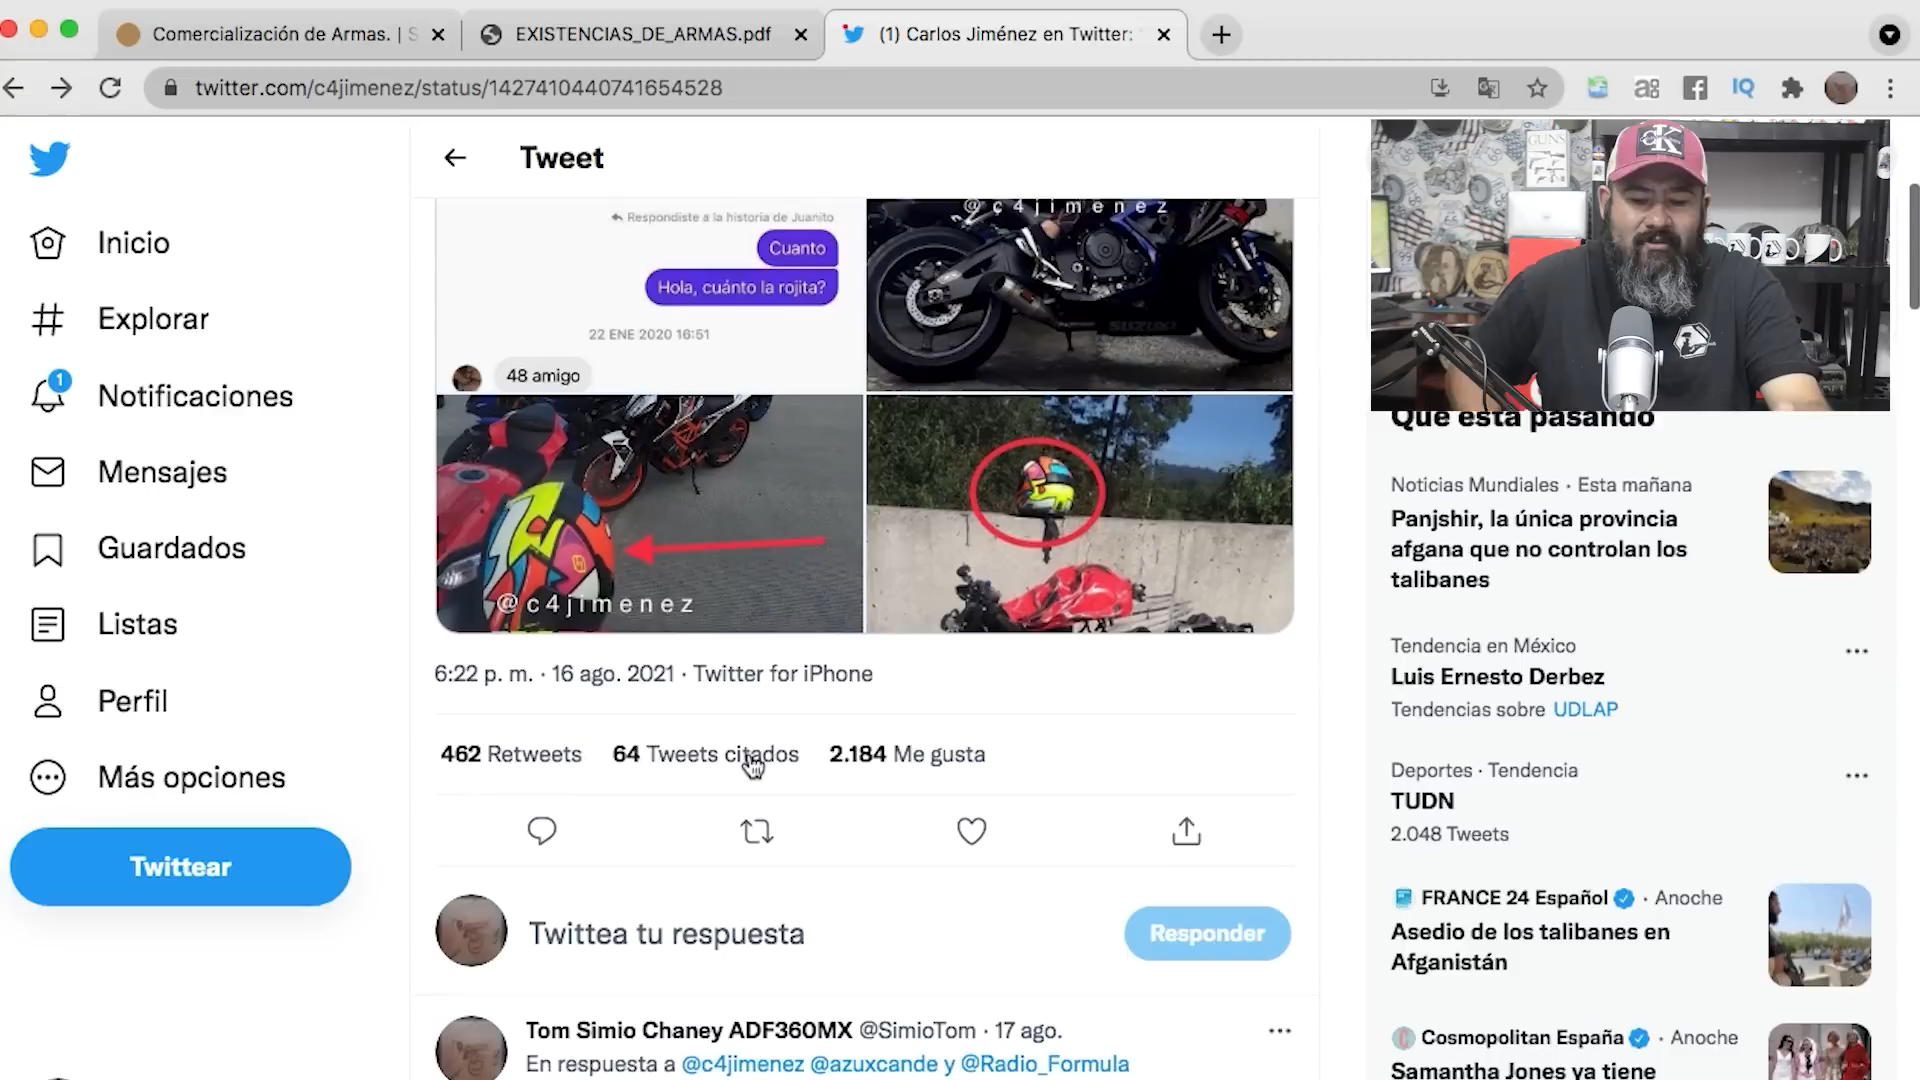 Comercialización de Armas. | S
EXISTENCIAS_DE_ARMAS.pdf
(1) Carlos Jiménez en Twitter:
twitter.com/c4jimenez/status/1427410440741654528
IQ
Inicio
Explorar
1
Notificaciones
Mensajes
Guardados
Listas
Perfil
Más opciones
Twittear
Tweet
Respondiste a la historia de Juanito
Cuanto
Hola, cuánto la rojita?
22 ENE 2020 16:51
48 amigo
@c4jimenez
SUZUKI
@c4jimenez
6:22 p. m. · 16 ago. 2021 · Twitter for iPhone
462 Retweets 64 Tweets citados 2.184 Me gusta
Twittea tu respuesta
Responder
Tom Simio Chaney ADF360MX @SimioTom · 17 ago.
En respuesta a @c4jimenez @azuxcande y @Radio_Formula
GUNS
CK
99
Qué está pasando
Noticias Mundiales · Esta mañana
Panjshir, la única provincia
afgana que no controlan los
talibanes
Tendencia en México
Luis Ernesto Derbez
Tendencias sobre UDLAP
Deportes · Tendencia
TUDN
2.048 Tweets
FRANCE 24 Español · Anoche
Asedio de los talibanes en
Afganistán
Cosmopolitan España · Anoche
Samantha Jones ya tiene